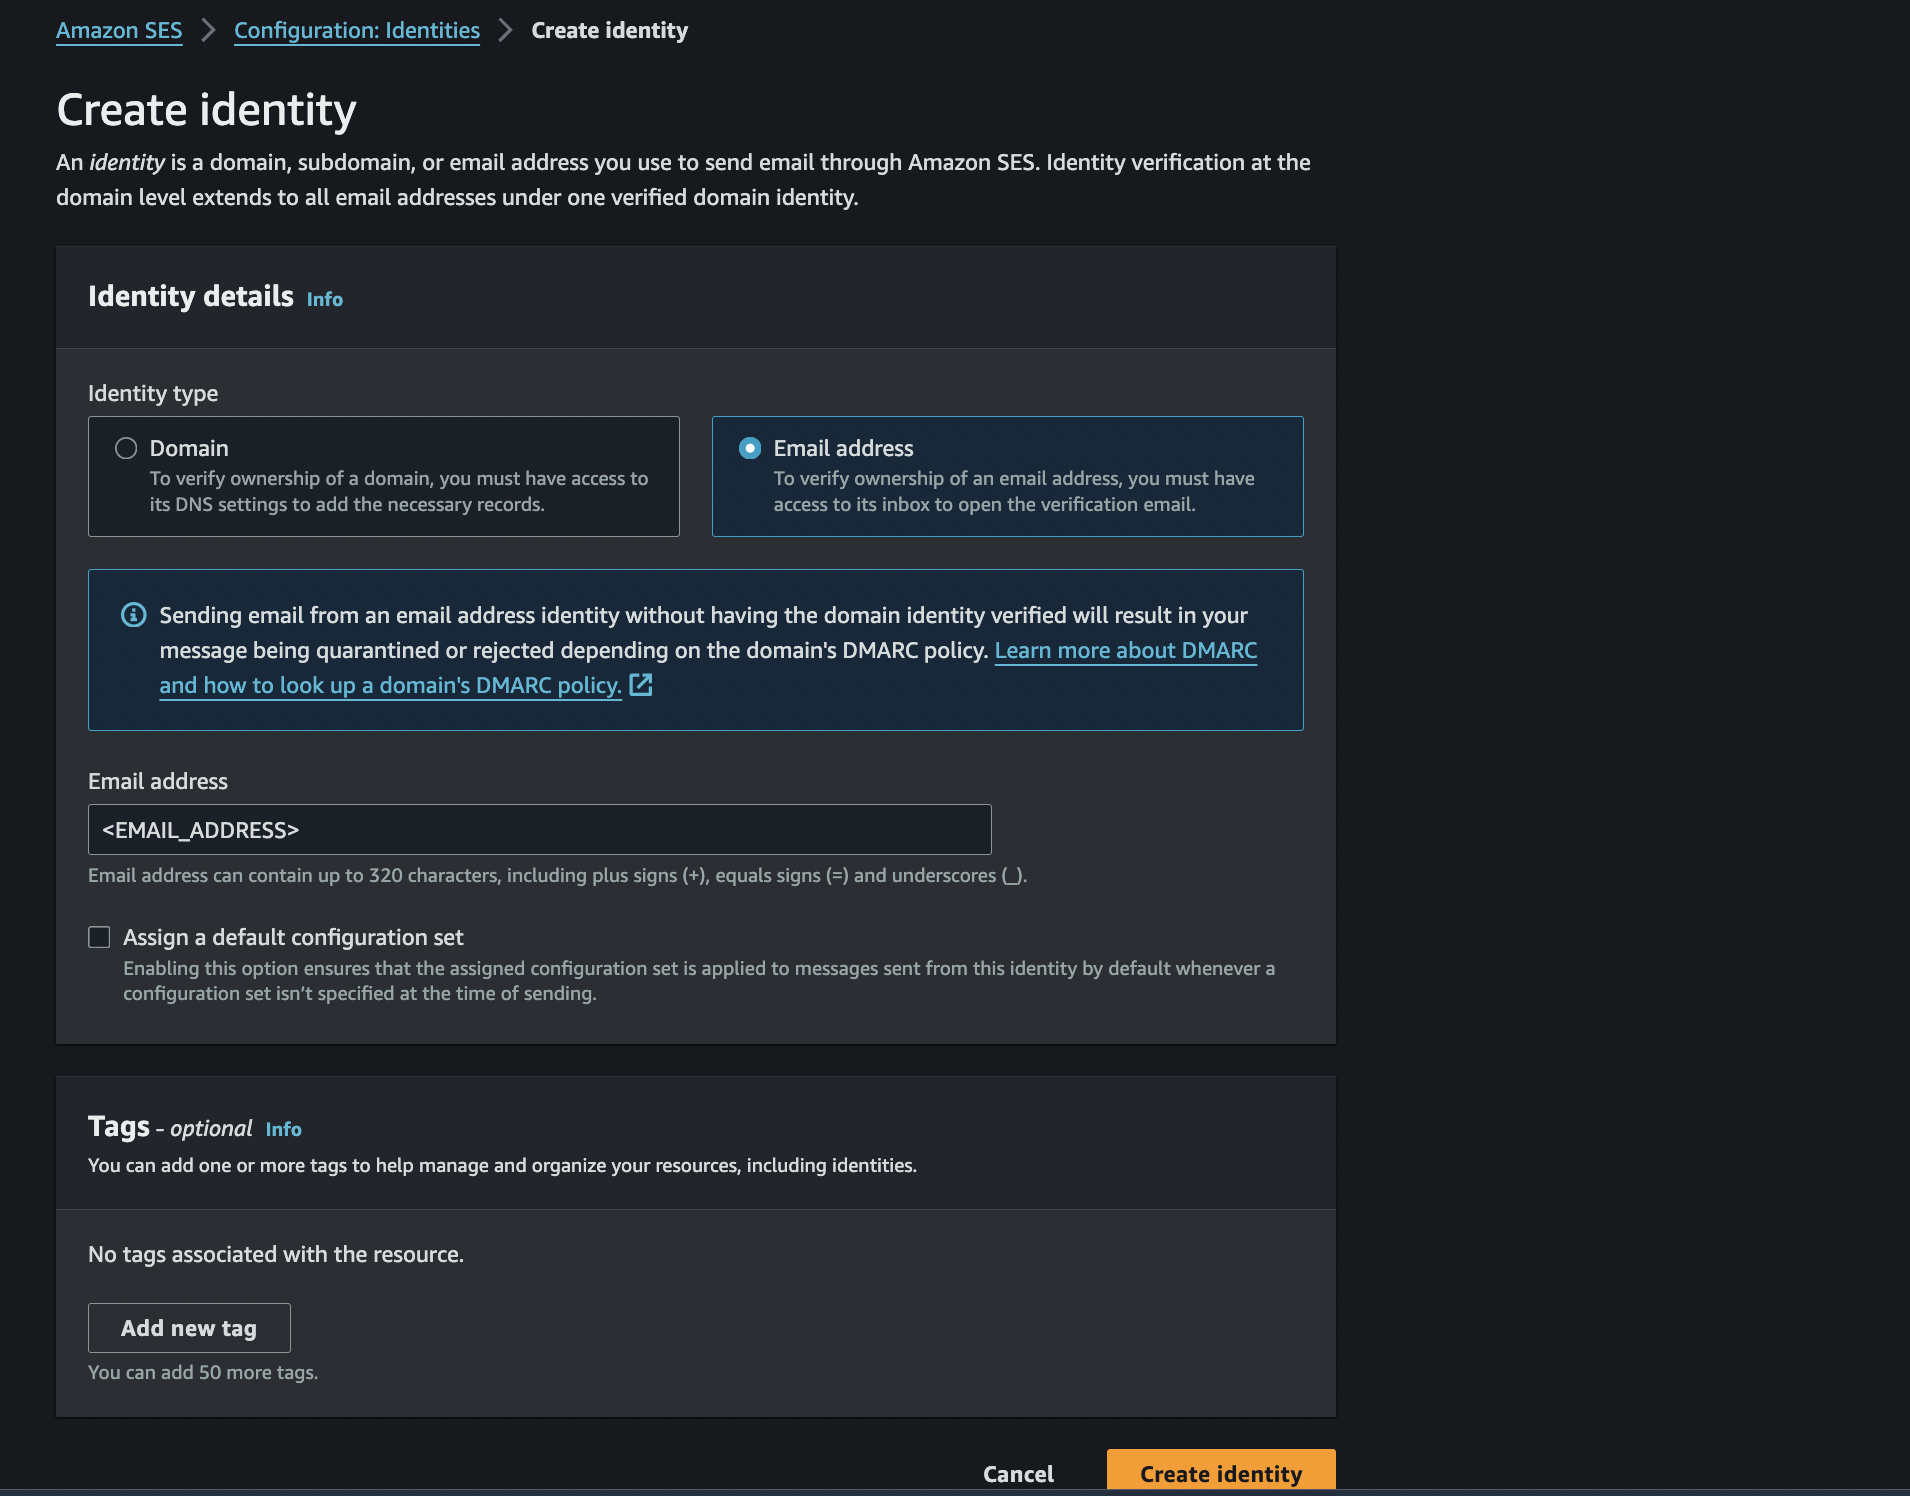 Amazon SES > Configuration: Identities > Create identity
Create identity
An identity is a domain, subdomain, or email address you use to send email through Amazon SES. Identity verification at the
domain level extends to all email addresses under one verified domain identity.
Identity details Info
Identity type
Domain
To verify ownership of a domain, you must have access to
its DNS settings to add the necessary records.
Email address
To verify ownership of an email address, you must have
access to its inbox to open the verification email.
Sending email from an email address identity without having the domain identity verified will result in your
message being quarantined or rejected depending on the domain's DMARC policy. Learn more about DMARC
and how to look up a domain's DMARC policy.
Email address
<EMAIL_ADDRESS>
Email address can contain up to 320 characters, including plus signs (+), equals signs (=) and underscores (_).
Assign a default configuration set
Enabling this option ensures that the assigned configuration set is applied to messages sent from this identity by default whenever a
configuration set isn’t specified at the time of sending.
Tags - optional Info
You can add one or more tags to help manage and organize your resources, including identities.
No tags associated with the resource.
Add new tag
You can add 50 more tags.
Cancel Create identity